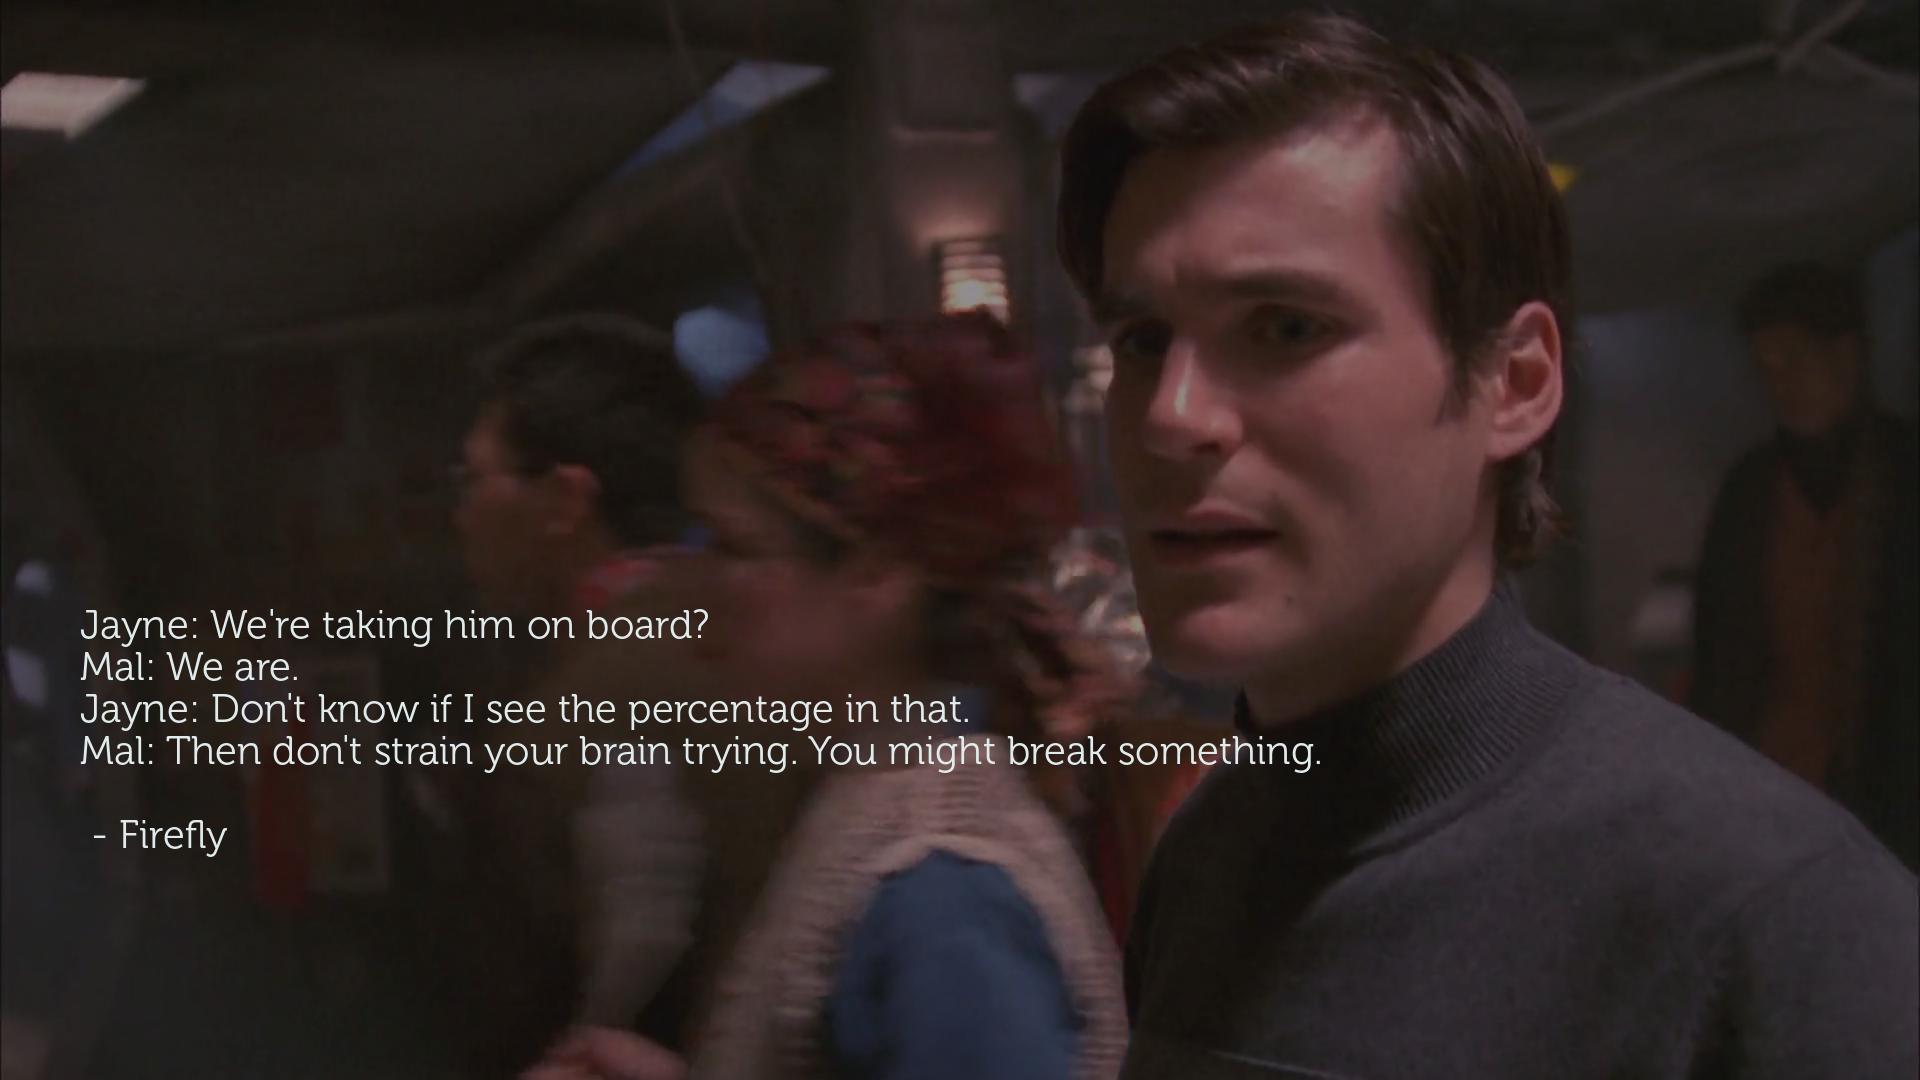 Jayne: We're taking him on board?
Mal: We are.
Jayne: Don't know if I see the percentage in that.
Mal: Then don't strain your brain trying. You might break something.
- Firefly